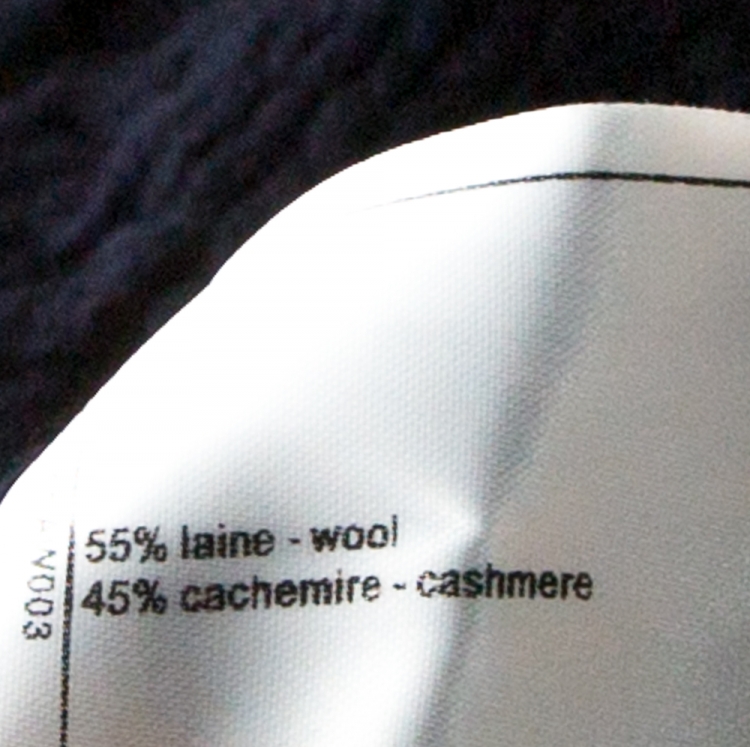 55% laine - wool
45% cachemire - cashmere
V003